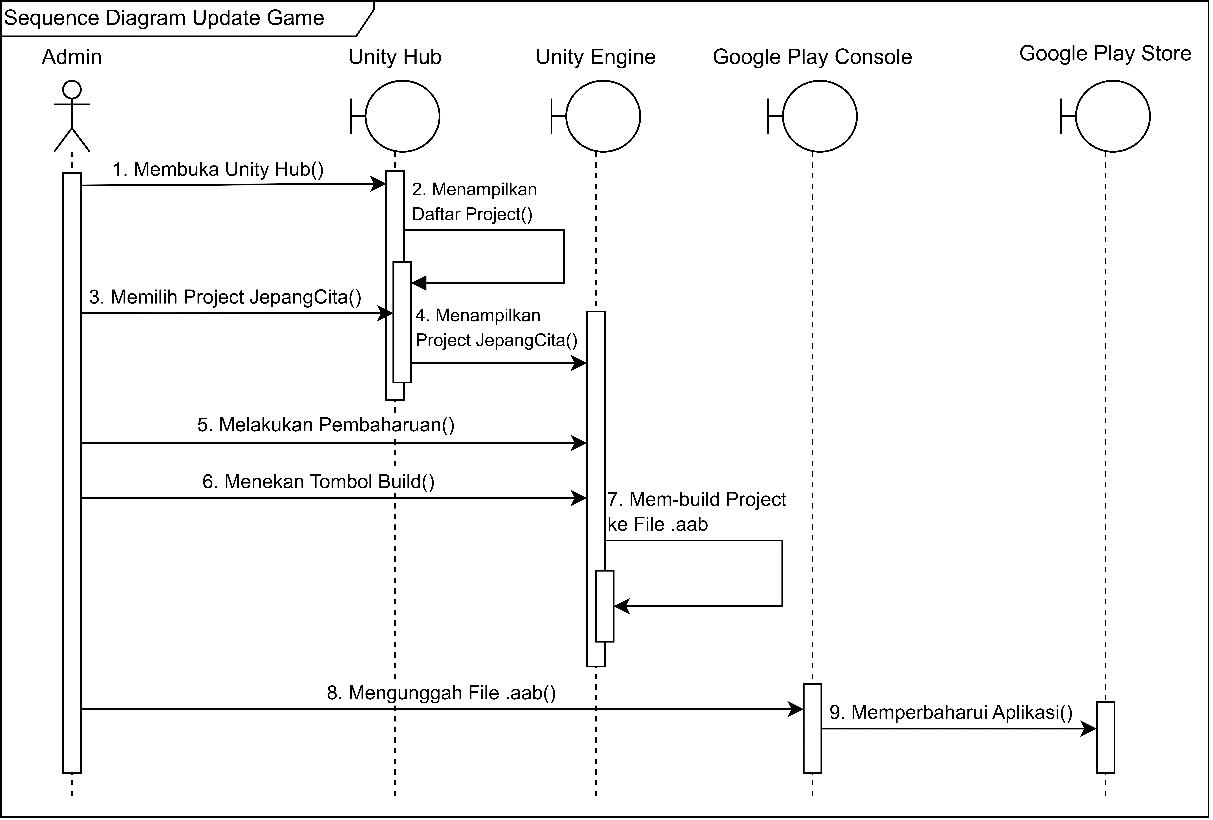 Sequence Diagram Update Game
Admin
Unity Hub
Unity Engine
Google Play Console
Google Play Store
1. Membuka Unity Hub()
2. Menampilkan
Daftar Project()
3. Memilih Project JepangCita()
4. Menampilkan
Project JepangCita()
5. Melakukan Pembaharuan()
6. Menekan Tombol Build()
7. Mem-build Project
ke File .aab
8. Mengunggah File .aab()
9. Memperbaharui Aplikasi()